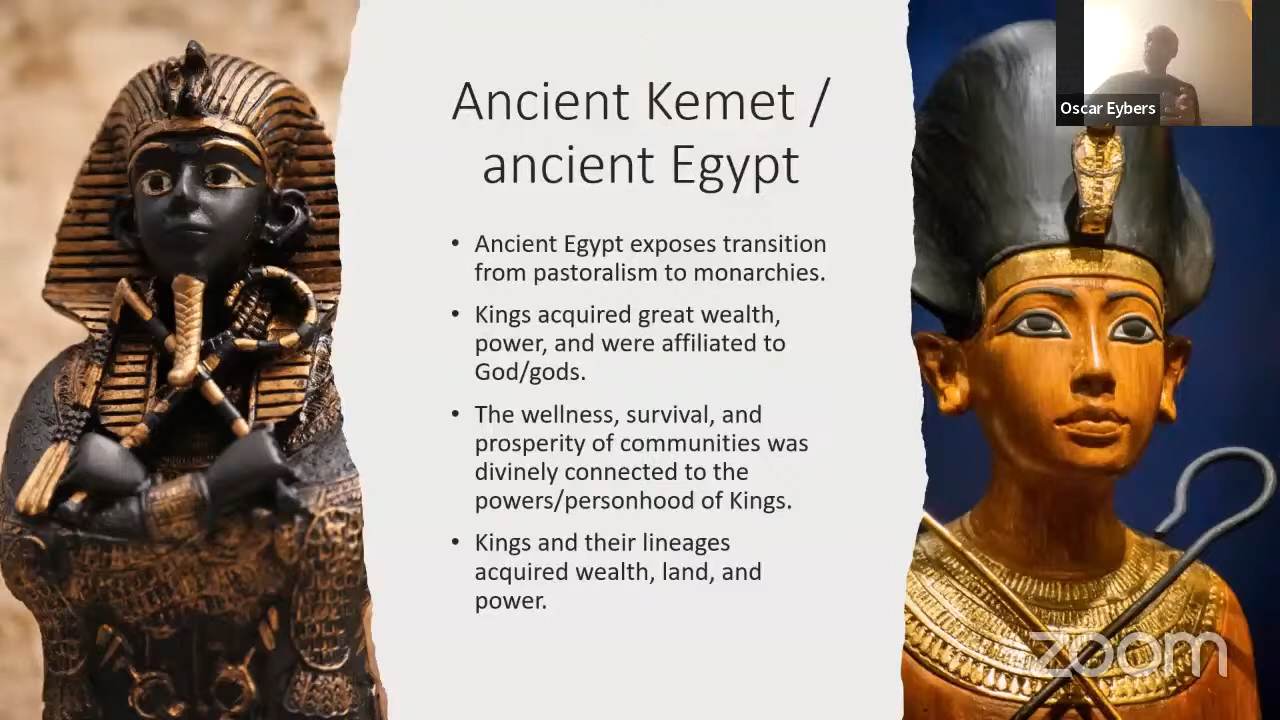 Ancient Kemet /
ancient Egypt
• Ancient Egypt exposes transition
from pastoralism to monarchies.
• Kings acquired great wealth,
power, and were affiliated to
God/gods.
• The wellness, survival, and
prosperity of communities was
divinely connected to the
powers/personhood of Kings.
• Kings and their lineages
acquired wealth, land, and
power.
Oscar Eybers
zoom